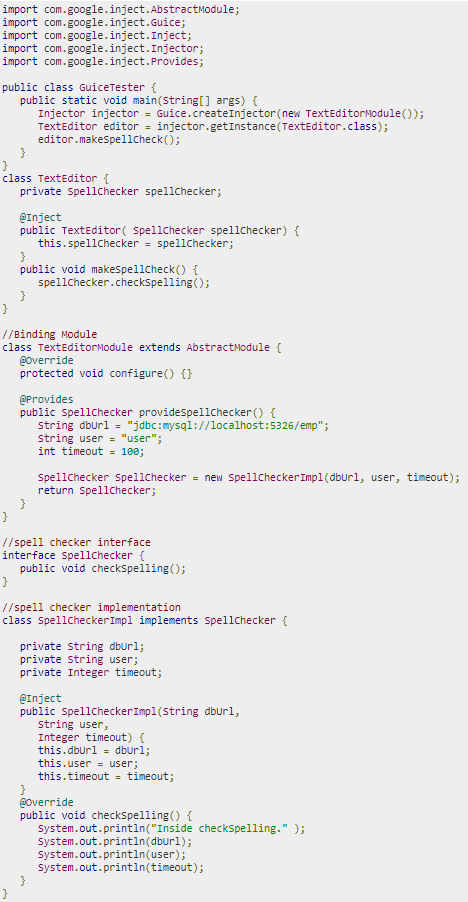 import com.google.inject.AbstractModule;
import com.google.inject.Guice;
import com.google.inject.Inject;
import com.google.inject.Injector;
import com.google.inject.Provides;

public class GuiceTester {
   public static void main(String[] args) {
      Injector injector = Guice.createInjector(new TextEditorModule());
      TextEditor editor = injector.getInstance(TextEditor.class);
      editor.makeSpellCheck();
   }
}
class TextEditor {
   private SpellChecker spellChecker;

   @Inject
   public TextEditor( SpellChecker spellChecker) {
      this.spellChecker = spellChecker;
   }
   public void makeSpellCheck() {
      spellChecker.checkSpelling();
   }
}

//Binding Module
class TextEditorModule extends AbstractModule {
   @Override
   protected void configure() {}

   @Provides
   public SpellChecker provideSpellChecker() {
      String dbUrl = "jdbc:mysql://localhost:5326/emp";
      String user = "user";
      int timeout = 100;

      SpellChecker SpellChecker = new SpellCheckerImpl(dbUrl, user, timeout);
      return SpellChecker;
   }
}

//spell checker interface
interface SpellChecker {
   public void checkSpelling();
}

//spell checker implementation
class SpellCheckerImpl implements SpellChecker {

   private String dbUrl;
   private String user;
   private Integer timeout;

   @Inject
   public SpellCheckerImpl(String dbUrl,
      String user,
      Integer timeout) {
      this.dbUrl = dbUrl;
      this.user = user;
      this.timeout = timeout;
   }
   @Override
   public void checkSpelling() {
      System.out.println("Inside checkSpelling." );
      System.out.println(dbUrl);
      System.out.println(user);
      System.out.println(timeout);
   }
}